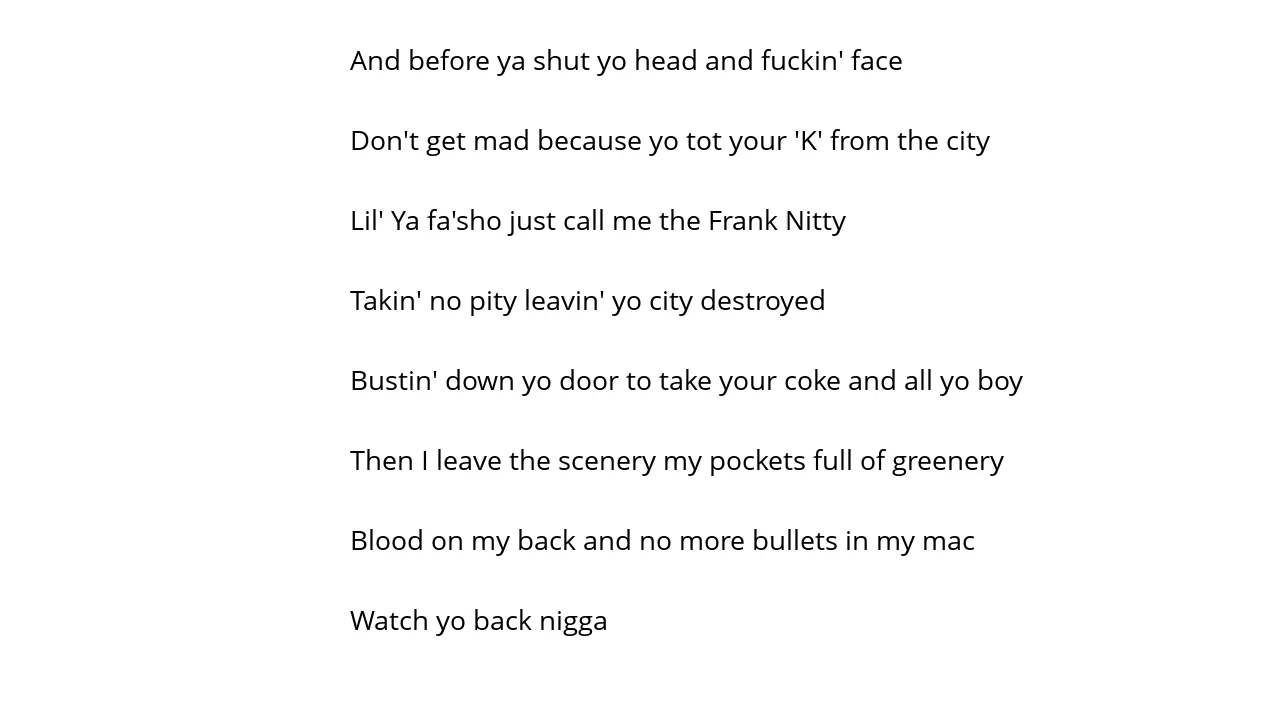 And before ya shut yo head and fuckin' face
Don't get mad because yo tot your 'K' from the city
Lil' Ya fa'sho just call me the Frank Nitty
Takin' no pity leavin' yo city destroyed
Bustin' down yo door to take your coke and all yo boy
Then I leave the scenery my pockets full of greenery
Blood on my back and no more bullets in my mac
Watch yo back nigga